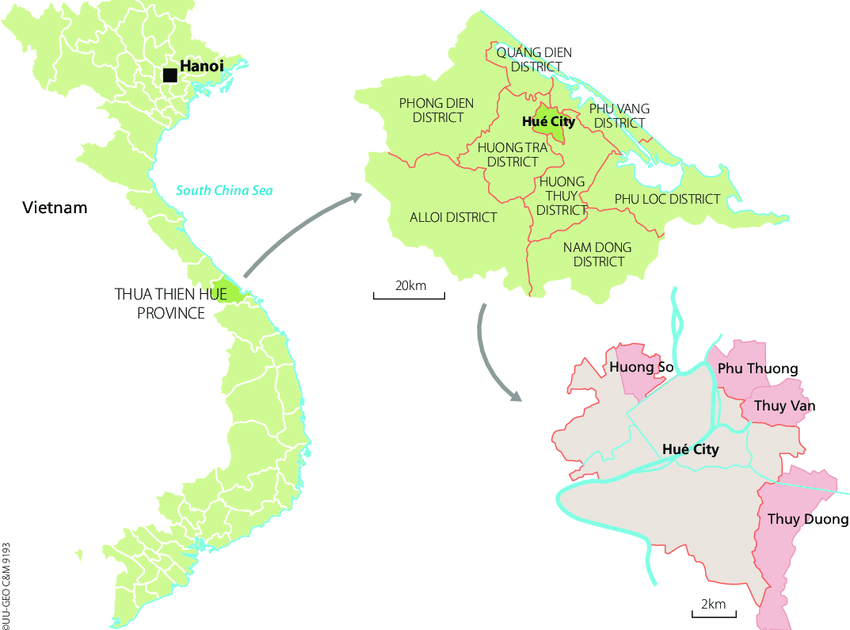 Hanoi
South China Sea
Vietnam
THUA THIEN HUE
PROVINCE
QUANG DIEN
DISTRICT
PHONG DIEN
DISTRICT
PHU VANG
DISTRICT
Hué City
HUONG TRA
DISTRICT
HUONG
THUY
DISTRICT
PHU LOC DISTRICT
ALLOI DISTRICT
NAM DONG
DISTRICT
20km
Huong So
Phu Thuong
Thuy Van
Hué City
Thuy Duong
2km
©UU-GEO C&M 9193